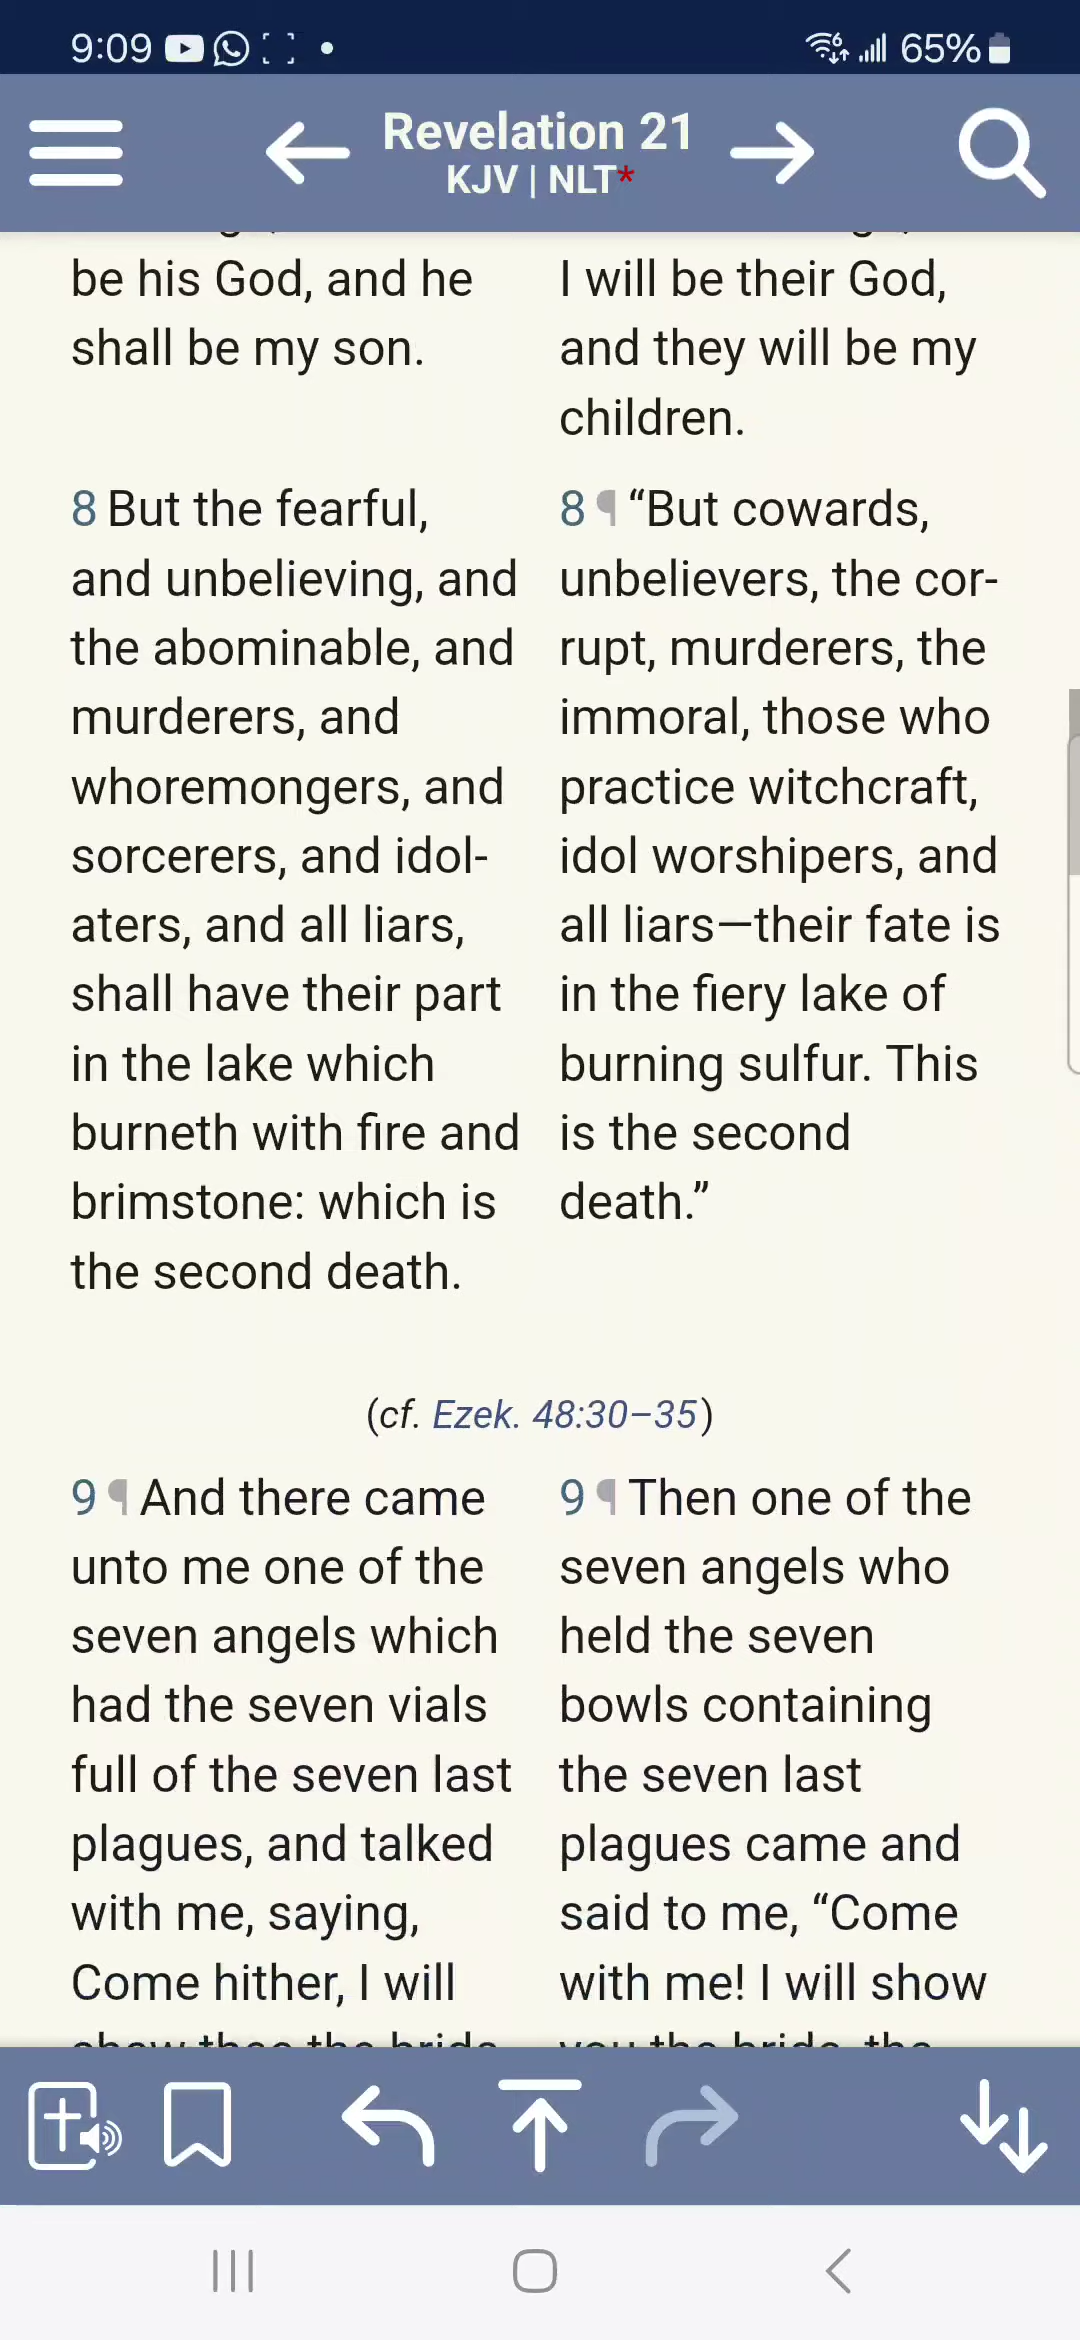 9:09
65%
Revelation 21
KJV | NLT*
be his God, and he
shall be my son.
I will be their God,
and they will be my
children.
8 But the fearful,
and unbelieving, and
the abominable, and
murderers, and
whoremongers, and
sorcerers, and idol-
aters, and all liars,
shall have their part
in the lake which
burneth with fire and
brimstone: which is
the second death.
8 ¶ “But cowards,
unbelievers, the cor-
rupt, murderers, the
immoral, those who
practice witchcraft,
idol worshipers, and
all liars—their fate is
in the fiery lake of
burning sulfur. This
is the second
death.”
(cf. Ezek. 48:30–35)
9 ¶ And there came
unto me one of the
seven angels which
had the seven vials
full of the seven last
plagues, and talked
with me, saying,
Come hither, I will
show thee the bride
9 ¶ Then one of the
seven angels who
held the seven
bowls containing
the seven last
plagues came and
said to me, “Come
with me! I will show
you the bride, the